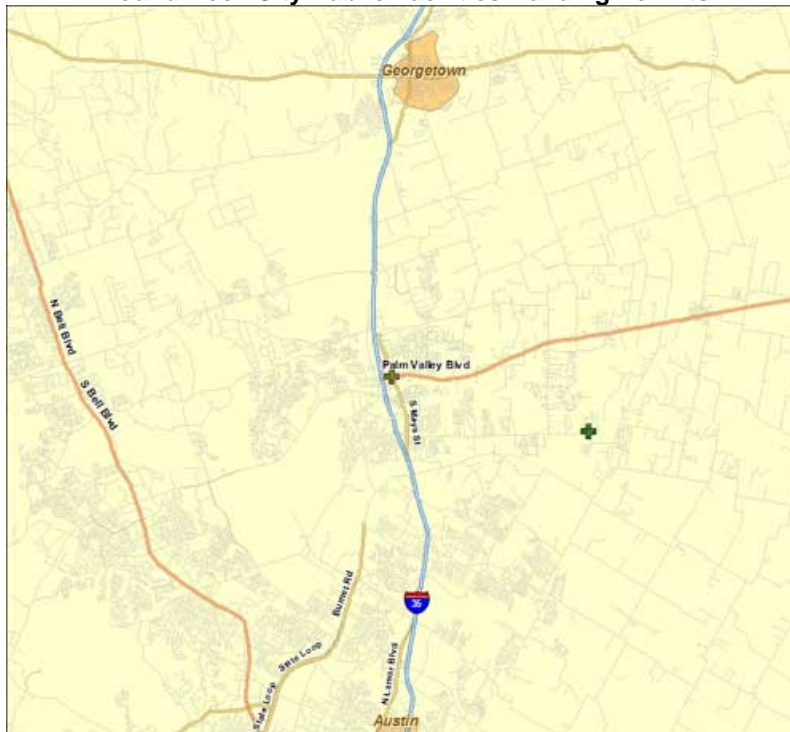 Georgetown
N Bell Blvd
S Bell Blvd
Palm Valley Blvd
S Mays St
Burnet Rd
State Loop
35
N Lamar Blvd
State Loop
Austin